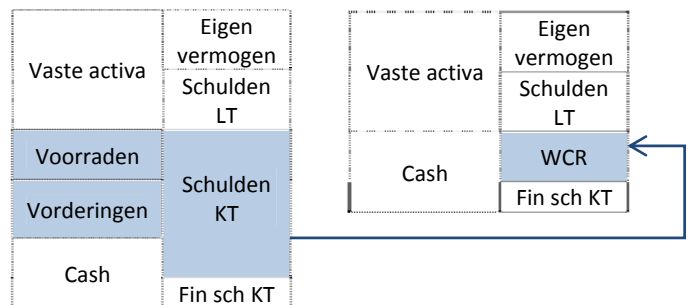 Vaste activa
Eigen
vermogen
Schulden
LT
Voorraden
Vorderingen
Schulden
KT
Cash
Fin sch KT
Vaste activa
Eigen
vermogen
Schulden
LT
Cash
WCR
Fin sch KT